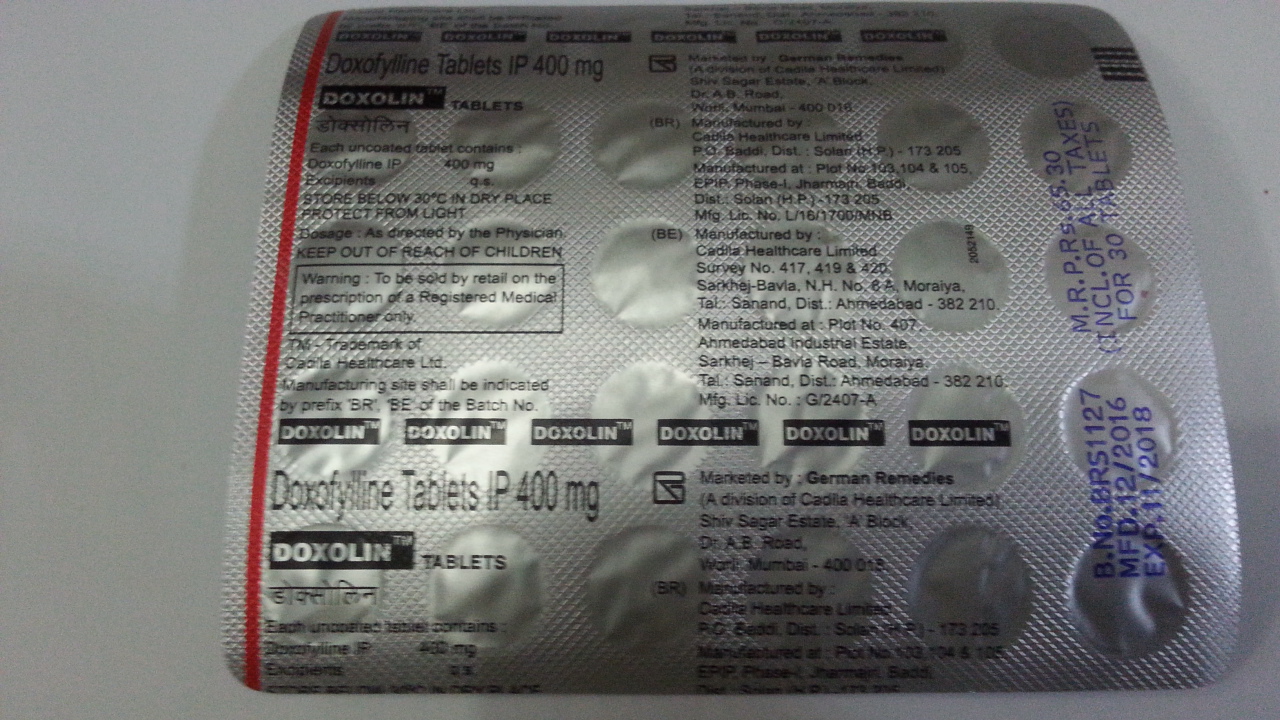 DOXOLIN DOXOLIN DOXOLIN DOXOLIN DOXOLIN DOXOLIN
Doxofylline Tablets IP 400 mg
DOXOLIN™ TABLETS
डोक्सोलिन
Each uncoated tablet contains :
Doxofylline IP 400 mg
Excipients q.s.
STORE BELOW 30°C IN DRY PLACE
PROTECT FROM LIGHT
Dosage : As directed by the Physician
KEEP OUT OF REACH OF CHILDREN
Warning : To be sold by retail on the
prescription of a Registered Medical
Practitioner only.
TM - Trademark of
Cadila Healthcare Ltd.
Manufacturing site shall be indicated
by prefix 'BR', 'BE' of the Batch No.
Marketed by : German Remedies
(A division of Cadila Healthcare Limited)
Shiv Sagar Estate, 'A' Block,
Dr. A.B. Road,
Worli, Mumbai - 400 018.
(BR) Manufactured by :
Cadila Healthcare Limited
P.O. Baddi, Dist. : Solan (H.P.) - 173 205
Manufactured at : Plot No.103,104 & 105,
EPIP, Phase-I, Jharmajri, Baddi,
Dist.: Solan (H.P.) -173 205
Mfg. Lic. No. L/16/1700/MNB
(BE) Manufactured by :
Cadila Healthcare Limited
Survey No. 417, 419 & 420
Sarkhej-Bavla, N.H. No. 8 A, Moraiya,
Tal.: Sanand, Dist.: Ahmedabad - 382 210.
Manufactured at : Plot No. 407
Ahmedabad Industrial Estate,
Sarkhej – Bavla Road, Moraiya,
Tal.: Sanand, Dist.: Ahmedabad - 382 210.
Mfg. Lic. No. : G/2407-A
2052149
M.R.P.RS.65.30
(INCL.OF ALL TAXES)
FOR 30 TABLETS
DOXOLIN™ DOXOLIN™ DOXOLIN™ DOXOLIN™ DOXOLIN™ DOXOLIN™
Doxofylline Tablets IP 400 mg
DOXOLIN™ TABLETS
डोक्सोलिन
Each uncoated tablet contains :
Doxofylline IP 400 mg
Excipients q.s.
Marketed by : German Remedies
(A division of Cadila Healthcare Limited)
Shiv Sagar Estate, 'A' Block,
Dr. A.B. Road,
Worli, Mumbai - 400 018.
(BR) Manufactured by :
Cadila Healthcare Limited
P.O. Baddi, Dist. : Solan (H.P.) - 173 205
Manufactured at : Plot No.103,104 & 105
EPIP, Phase-I, Jharmajri, Baddi,
B.No.BRS1127
MFD.12/2016
EXP.11/2018